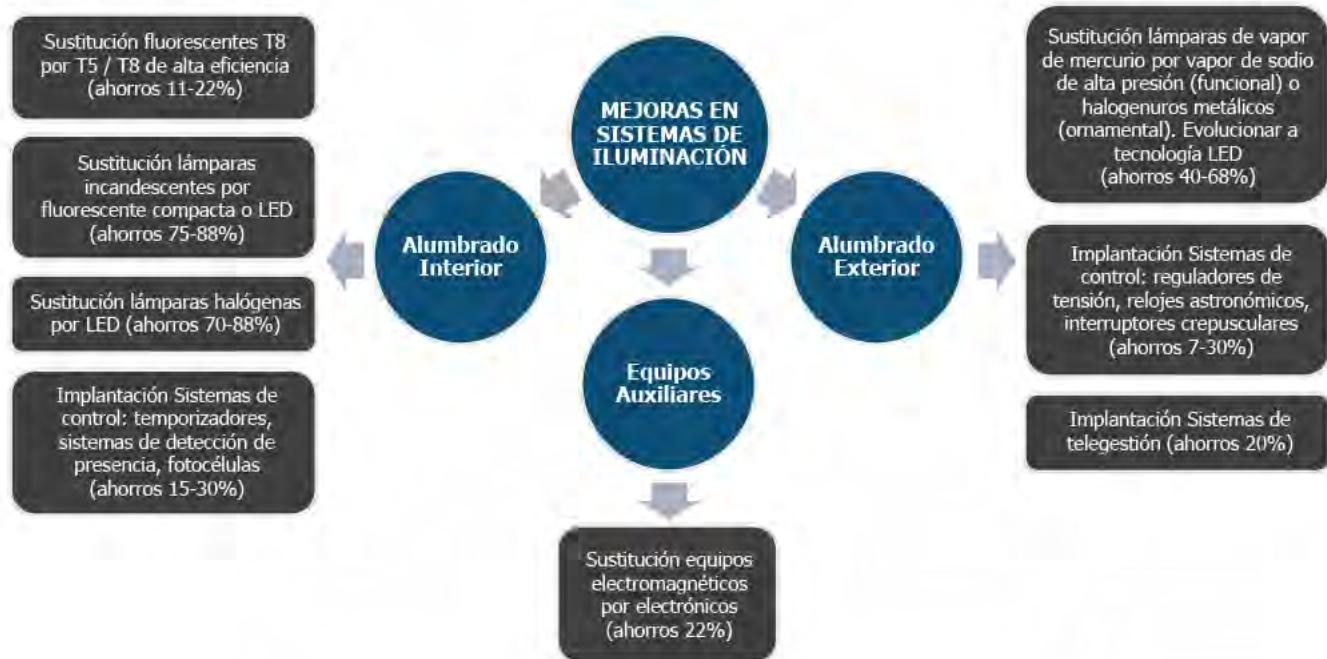 MEJORAS EN
SISTEMAS DE
ILUMINACIÓN
Alumbrado
Interior
Sustitución fluorescentes T8
por T5 / T8 de alta eficiencia
(ahorros 11-22%)
Sustitución lámparas
incandescentes por
fluorescente compacta o LED
(ahorros 75-88%)
Sustitución lámparas halógenas
por LED (ahorros 70-88%)
Implantación Sistemas de
control: temporizadores,
sistemas de detección de
presencia, fotocélulas
(ahorros 15-30%)
Equipos
Auxiliares
Sustitución equipos
electromagnéticos
por electrónicos
(ahorros 22%)
Alumbrado
Exterior
Sustitución lámparas de vapor
de mercurio por vapor de sodio
de alta presión (funcional) o
halogenuros metálicos
(ornamental). Evolucionar a
tecnología LED
(ahorros 40-68%)
Implantación Sistemas de
control: reguladores de
tensión, relojes astronómicos,
interruptores crepusculares
(ahorros 7-30%)
Implantación Sistemas de
telegestión (ahorros 20%)